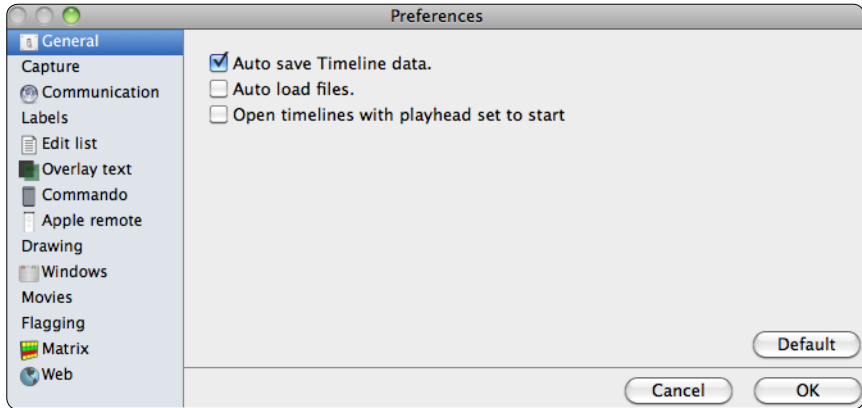 Preferences
General
Capture
Communication
Labels
Edit list
Overlay text
Commando
Apple remote
Drawing
Windows
Movies
Flagging
Matrix
Web
Auto save Timeline data.
Auto load files.
Open timelines with playhead set to start
Default
Cancel
OK